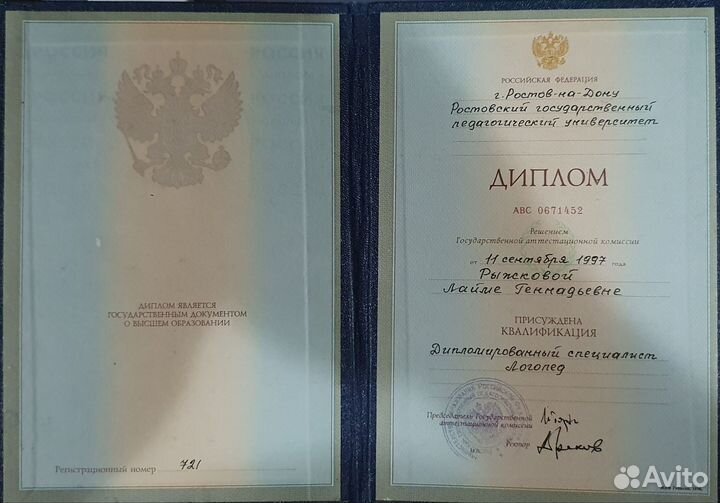 ДИПЛОМ ЯВЛЯЕТСЯ
ГОСУДАРСТВЕННЫМ ДОКУМЕНТОМ
О ВЫСШЕМ ОБРАЗОВАНИИ
Регистрационный номер 721
РОССИЙСКАЯ ФЕДЕРАЦИЯ
г. Ростов-на-Дону
Ростовский государственный
педагогический университет
ДИПЛОМ
АВС 0671452
Решением
Государственной аттестационной комиссии
от 11 сентября 1997 года
Рыжсковой
Лайме Геннадьевне
ПРИСУЖДЕНА
КВАЛИФИКАЦИЯ
Дипломированный специалист
Логопед
Председатель Государственной
аттестационной комиссии
Ректор
М.П.
Avito